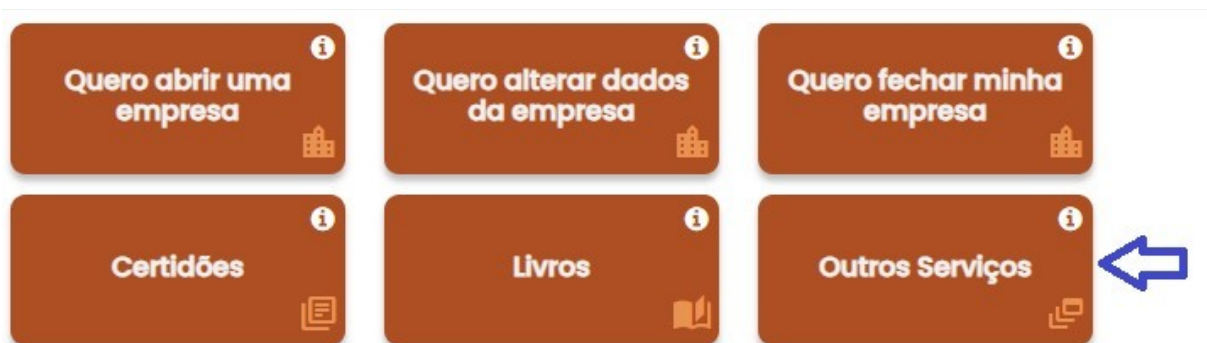 Quero abrir uma
empresa
Quero alterar dados
da empresa
Quero fechar minha
empresa
Certidões
Livros
Outros Serviços